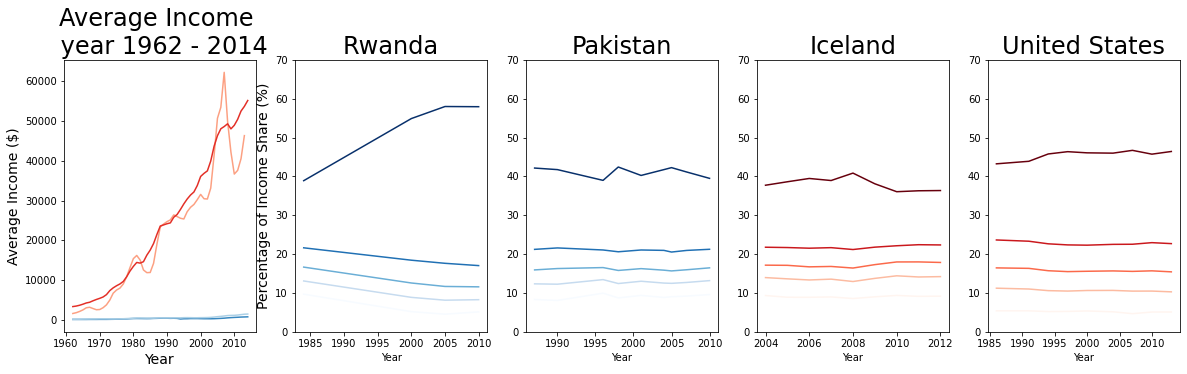 Average Income
year 1962 - 2014
Average Income ($)
60000
50000
40000
30000
20000
10000
0
1960 1970 1980 1990 2000 2010
Year
Rwanda
Percentage of Income Share (%)
70
60
50
40
30
20
10
0
1985 1990 1995 2000 2005 2010
Year
Pakistan
70
60
50
40
30
20
10
0
1990 1995 2000 2005 2010
Year
Iceland
70
60
50
40
30
20
10
0
2004 2006 2008 2010 2012
Year
United States
70
60
50
40
30
20
10
0
1985 1990 1995 2000 2005 2010
Year